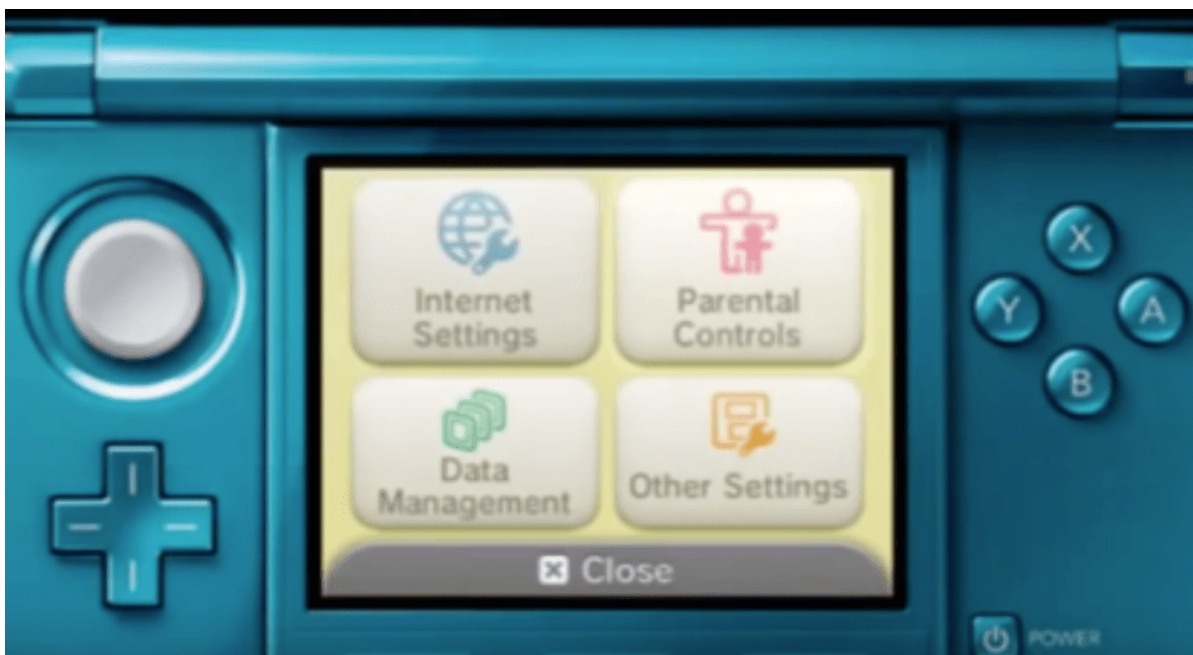 Internet
Settings
Parental
Controls
Data
Management
Other Settings
X Close
X
Y
A
B
POWER